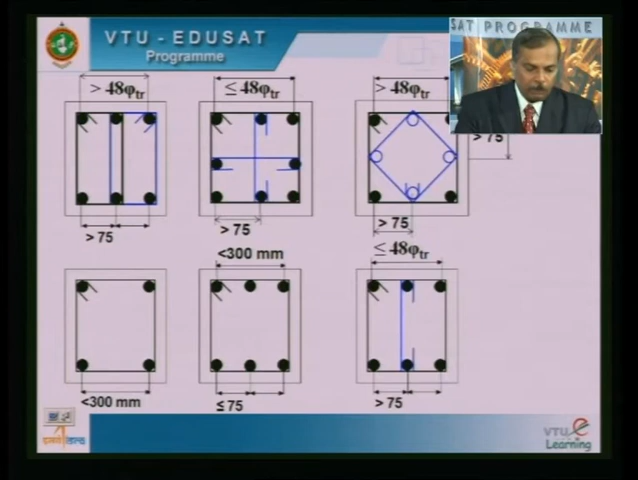 VTU - EDUSAT
Programme
SAT PROGRAMME
> 48φtr
≤ 48φtr
> 48φtr
> 75
> 75
> 75
> 75
<300 mm
≤ 48φtr
<300 mm
≤ 75
> 75
VTU e
Learning